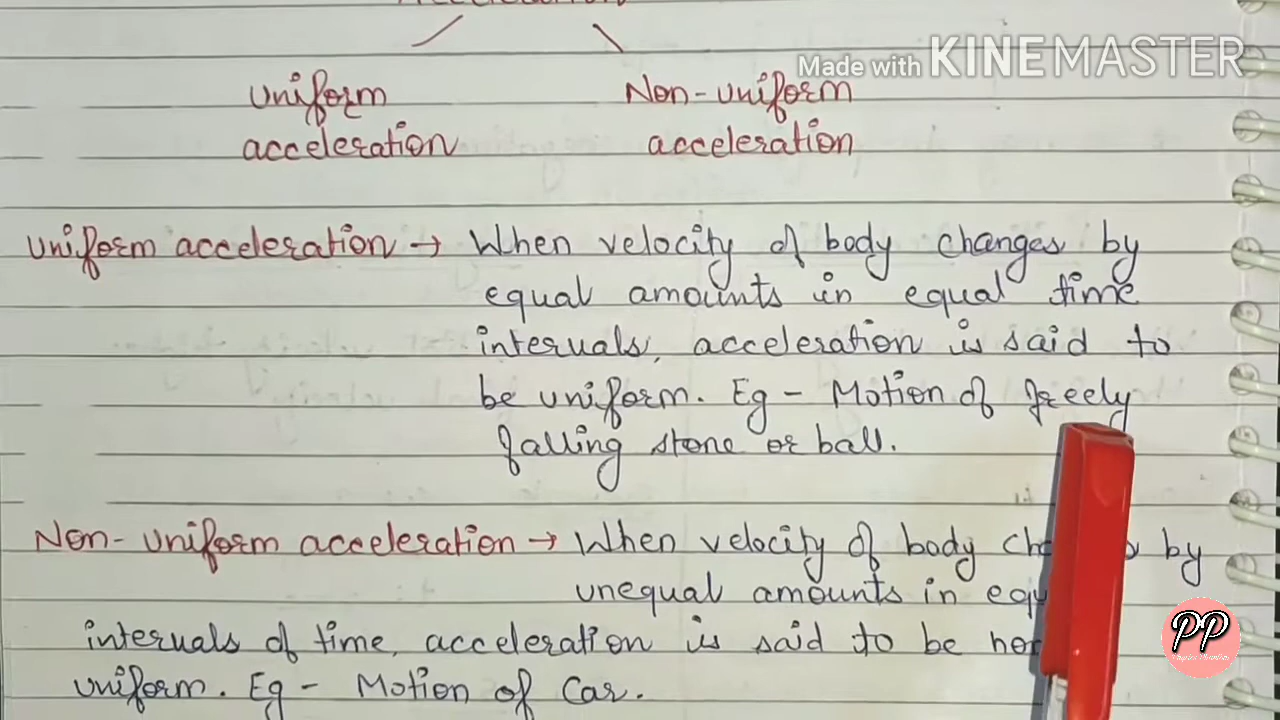 Made with KINEMASTER
Uniform acceleration
Non-uniform acceleration
Uniform acceleration → When velocity of body changes by
equal amounts in equal time
intervals, acceleration is said to
be uniform. Eg - Motion of freely
falling stone or ball.
Non-uniform acceleration → When velocity of body by
unequal amounts in
intervals of time, acceleration is said to be
uniform. Eg - Motion of Car.
PP